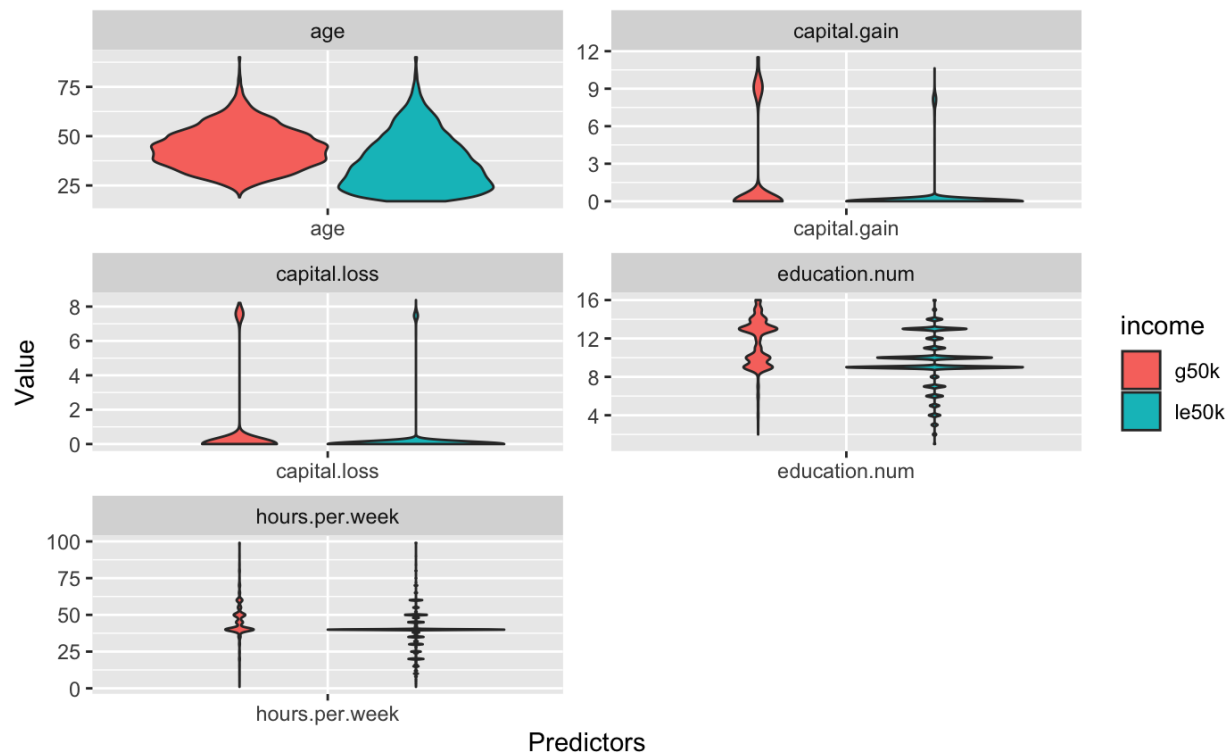 age
75
50
25
age
capital.gain
12
9
6
3
0
capital.gain
capital.loss
8
6
4
2
0
capital.loss
education.num
16
12
8
4
education.num
hours.per.week
100
75
50
25
0
hours.per.week
Value
Predictors
income
g50k
le50k